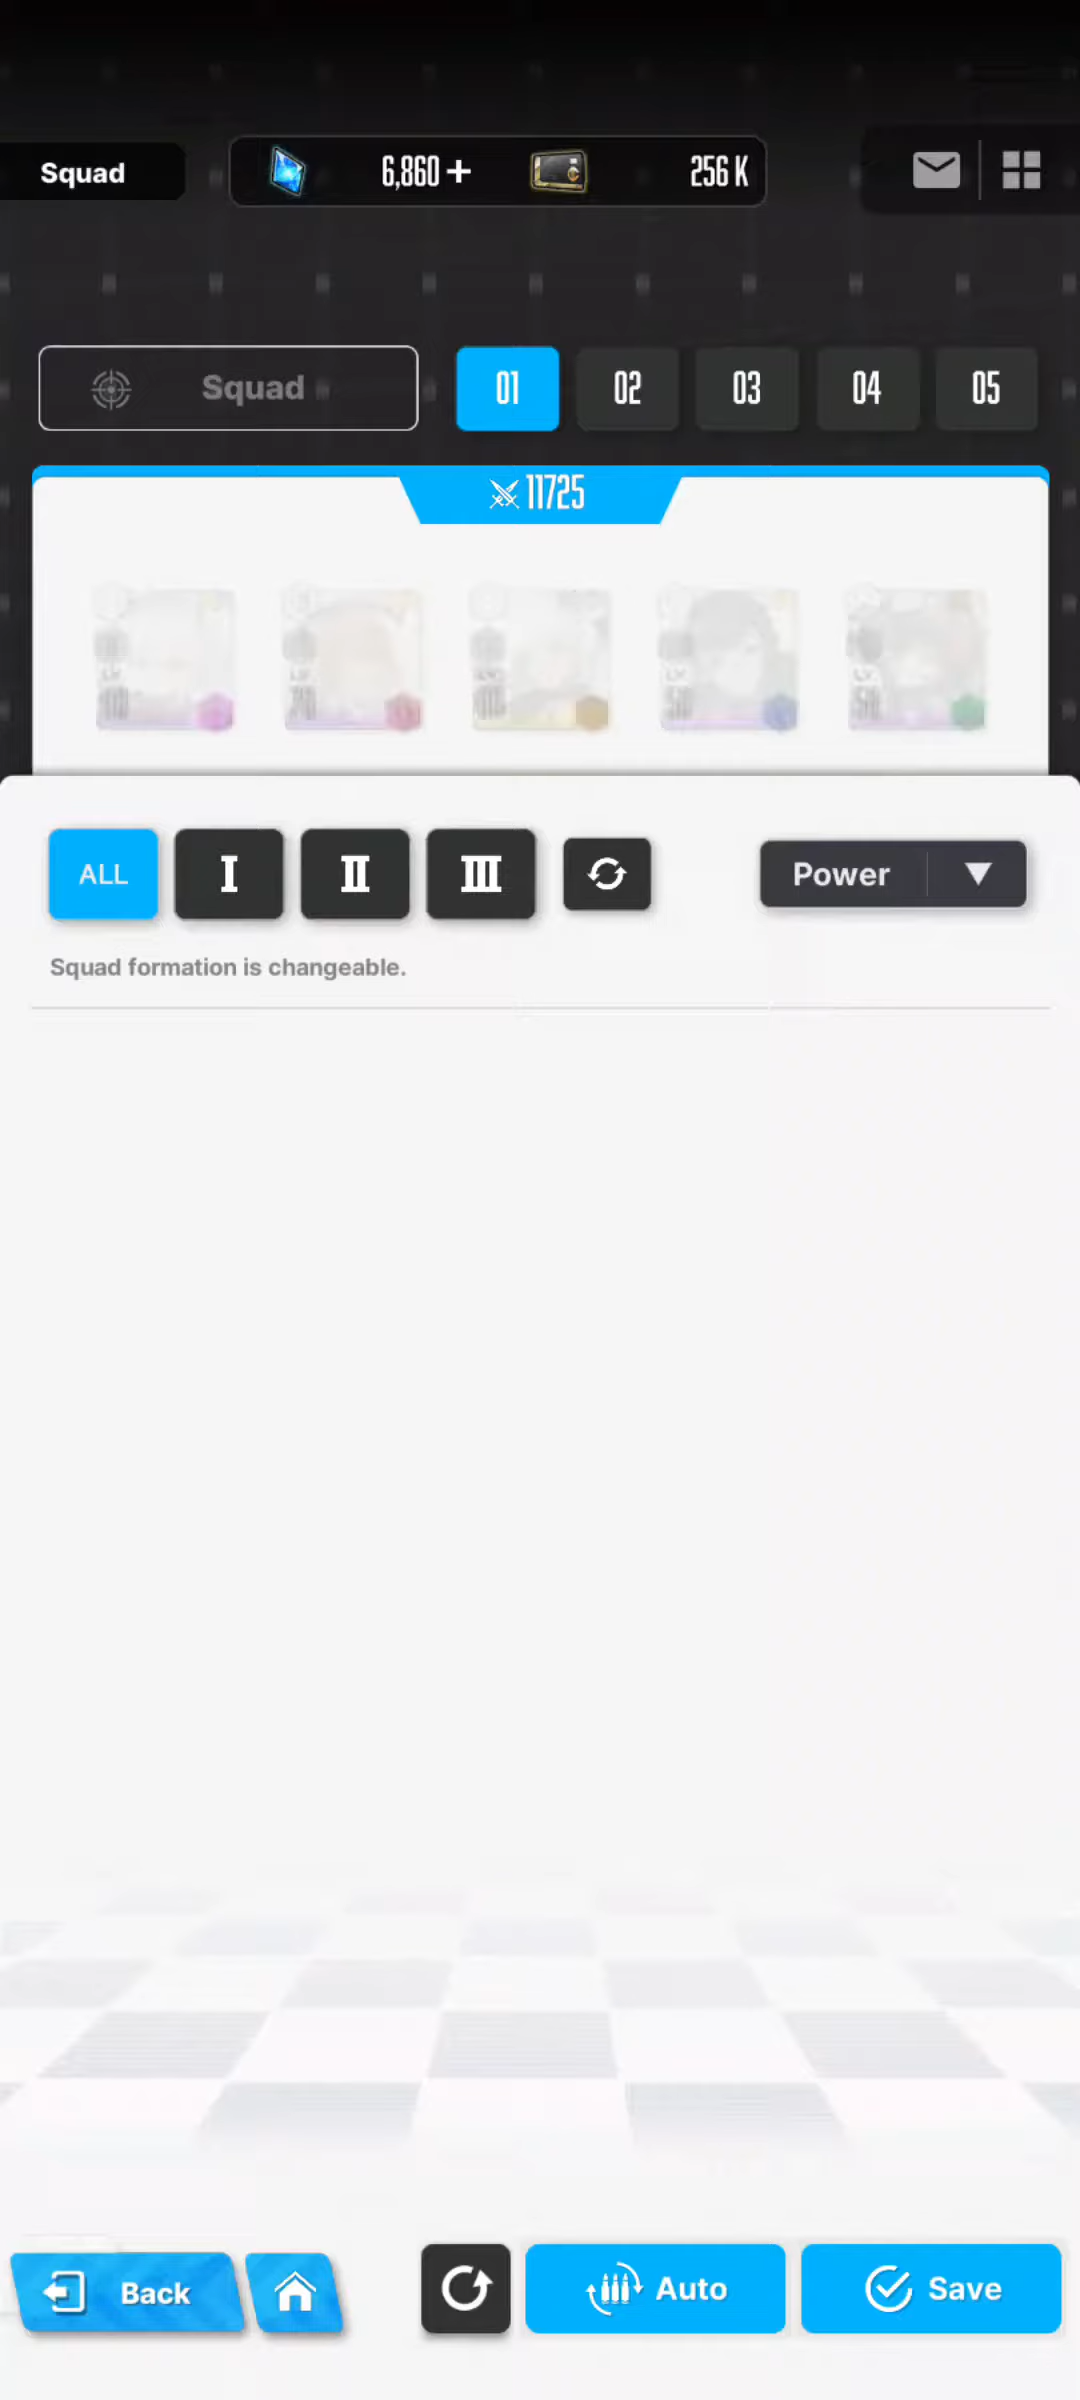 Squad
6,860 +
256 K
Squad
01
02
03
04
05
11725
ALL
I
II
III
Power
Squad formation is changeable.
Back
Auto
Save